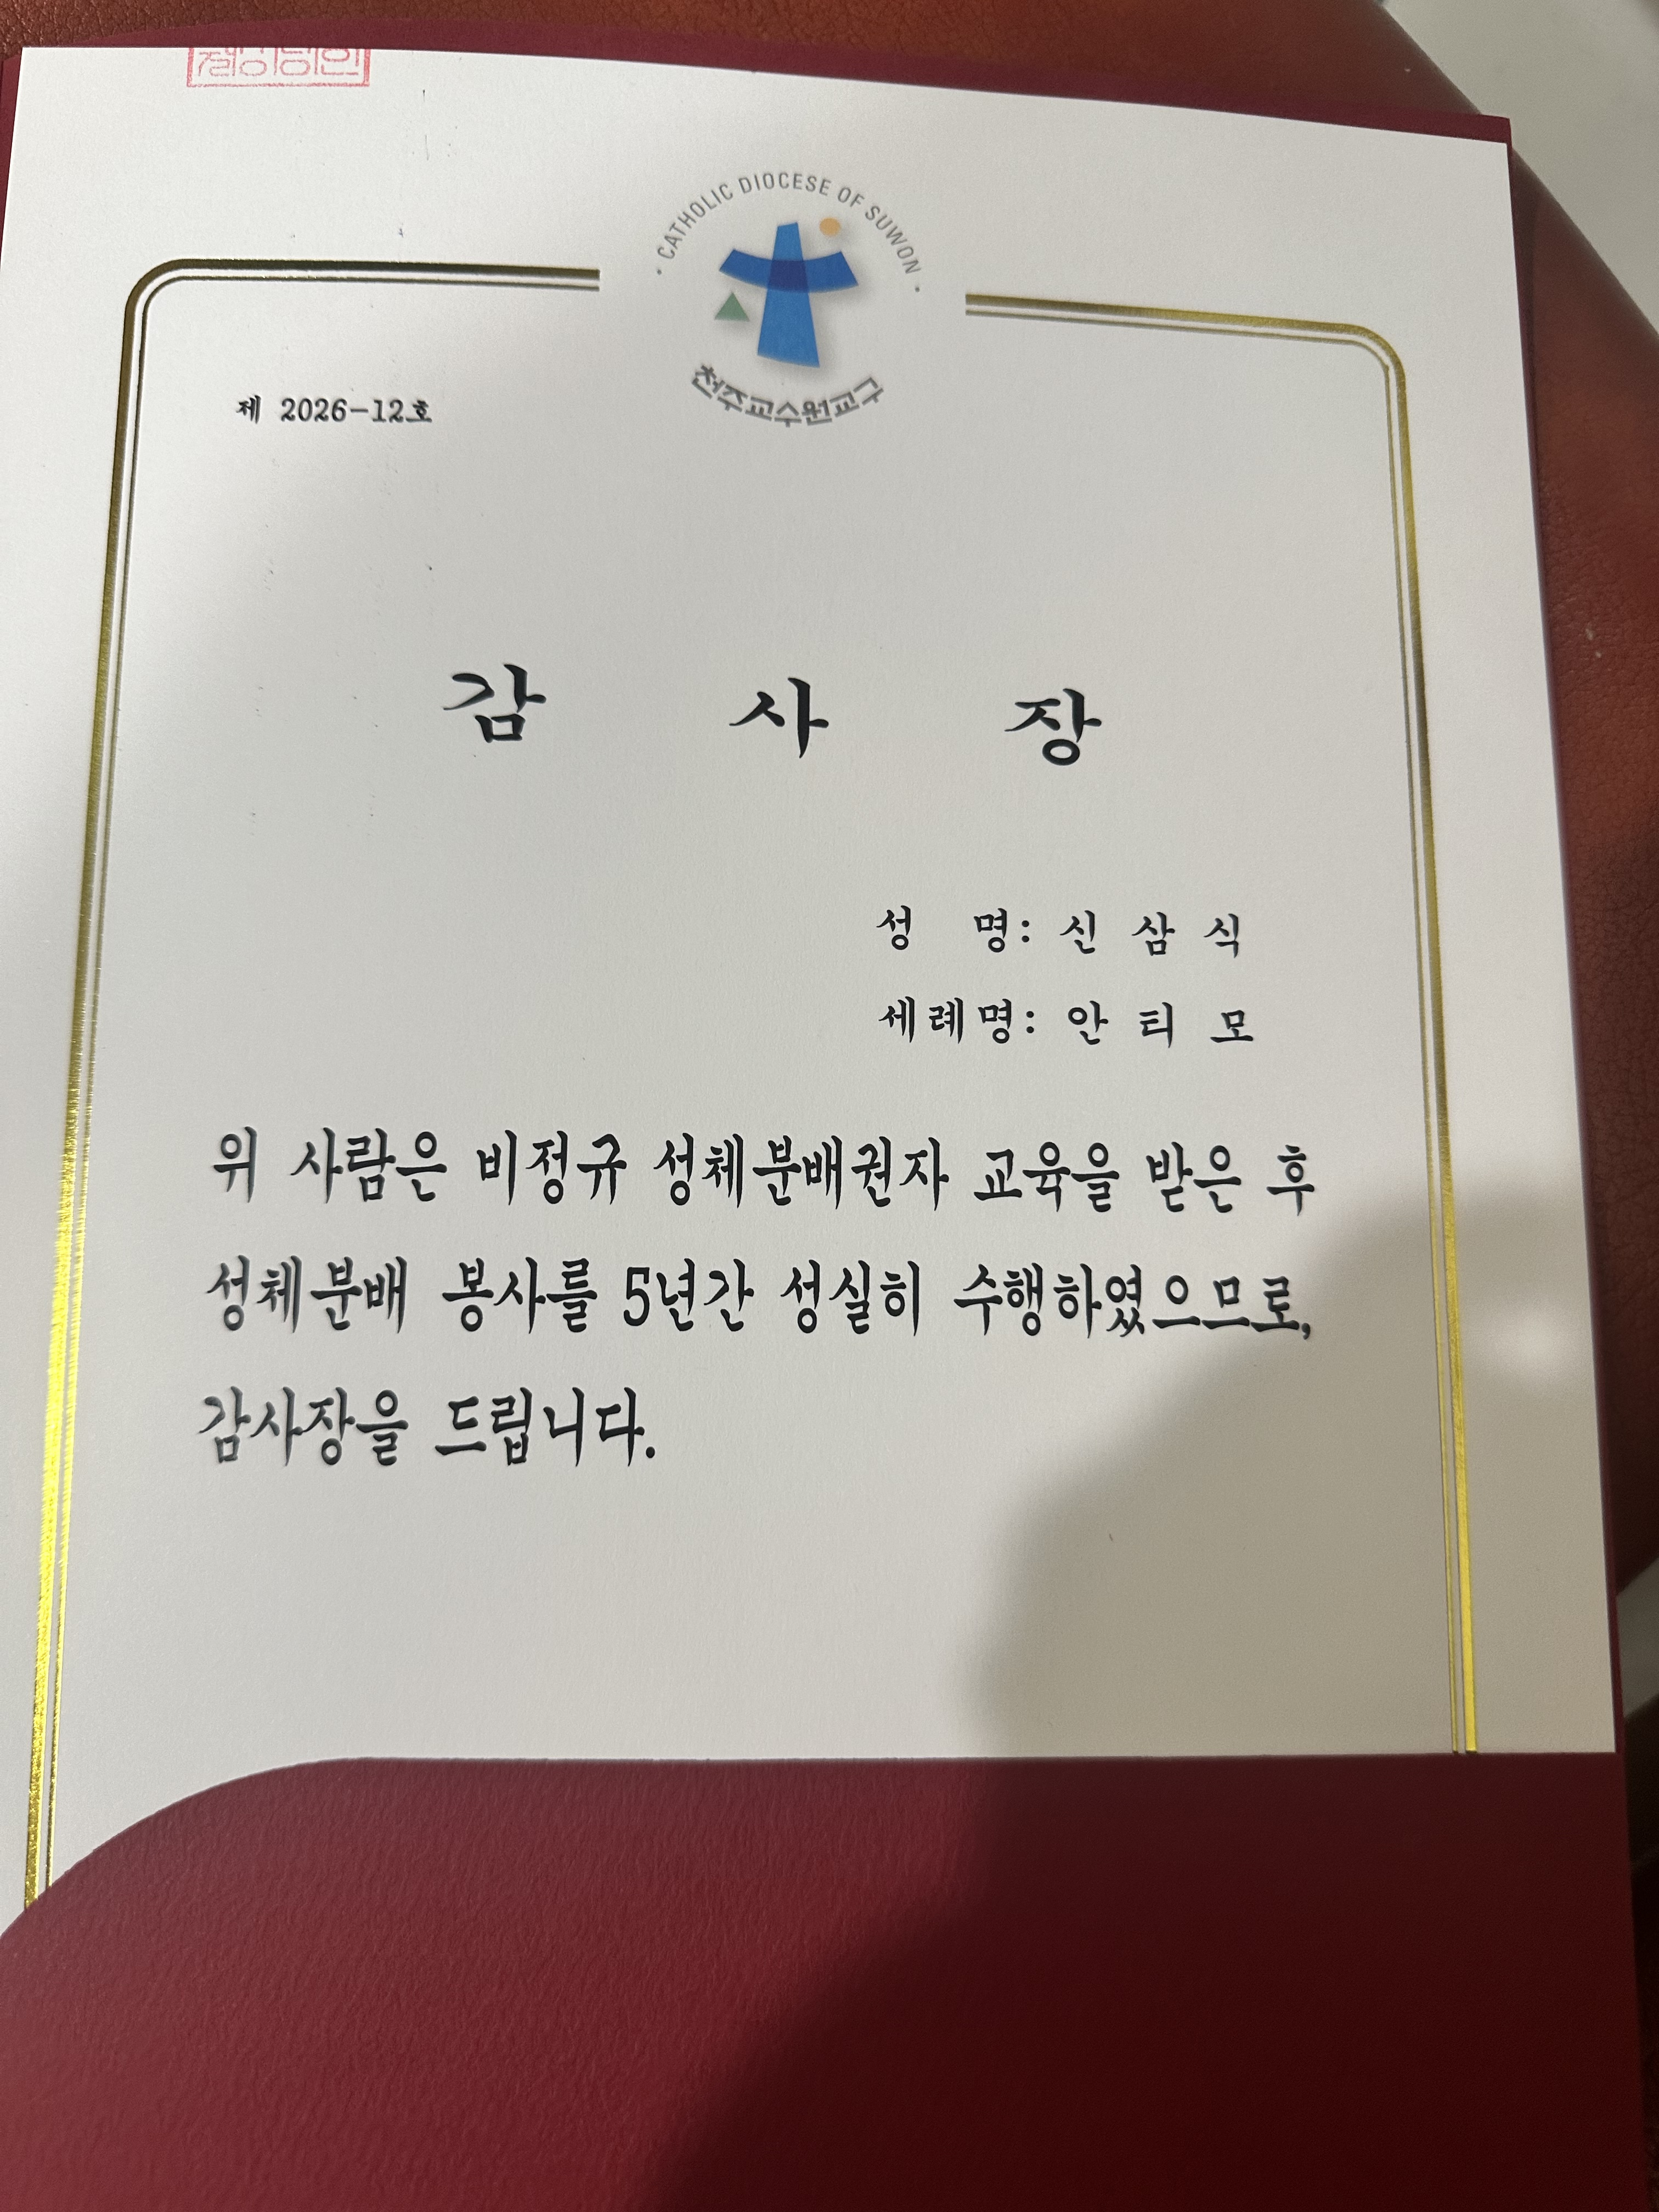 CATHOLIC DIOCESE OF SUWON
천주교수원교구
제 2026-12호
감 사 장
성 명: 신 삼 식
세례명: 안 티 모
위 사람은 비정규 성체분배권자 교육을 받은 후
성체분배 봉사를 5년간 성실히 수행하였으므로,
감사장을 드립니다.